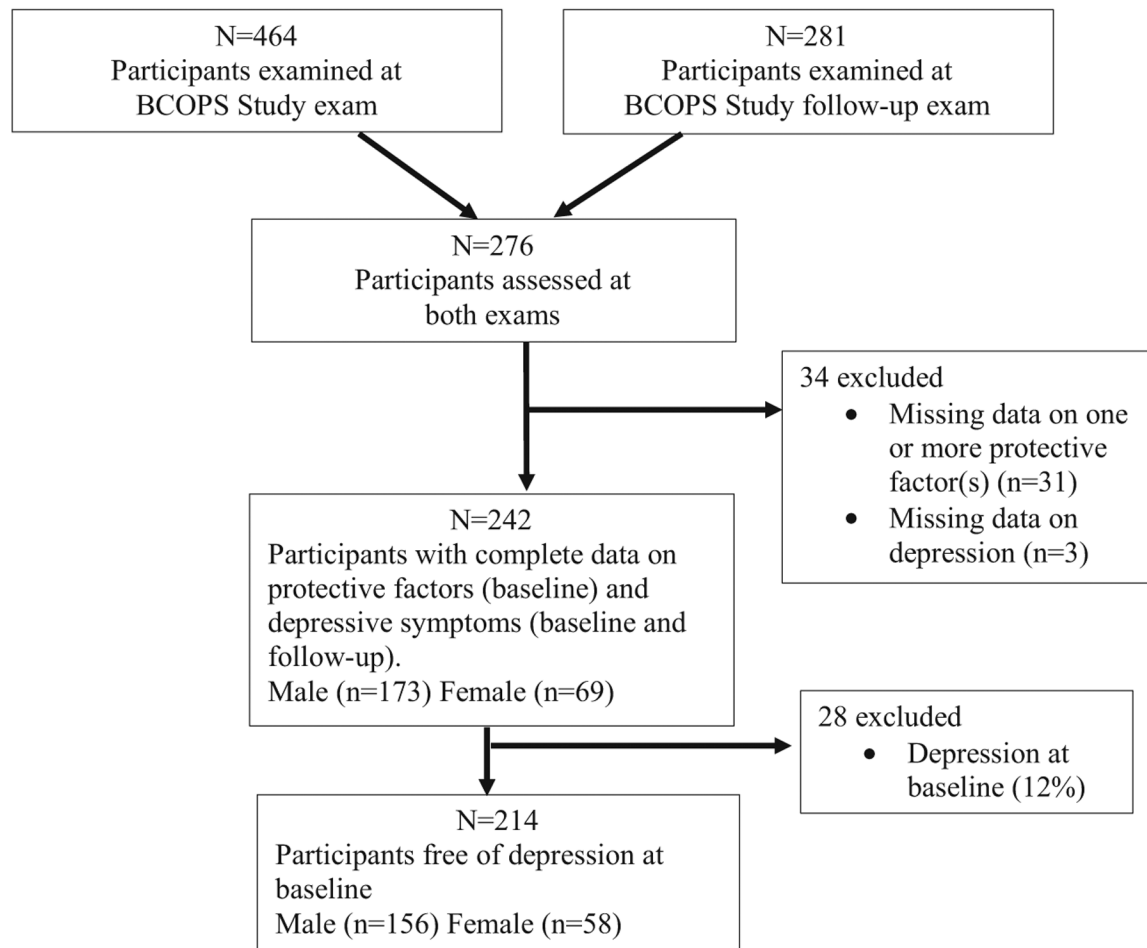 N=464
Participants examined at
BCOPS Study exam
N=281
Participants examined at
BCOPS Study follow-up exam
N=276
Participants assessed at
both exams
34 excluded
• Missing data on one
or more protective
factor(s) (n=31)
• Missing data on
depression (n=3)
N=242
Participants with complete data on
protective factors (baseline) and
depressive symptoms (baseline and
follow-up).
Male (n=173) Female (n=69)
28 excluded
• Depression at
baseline (12%)
N=214
Participants free of depression at
baseline
Male (n=156) Female (n=58)